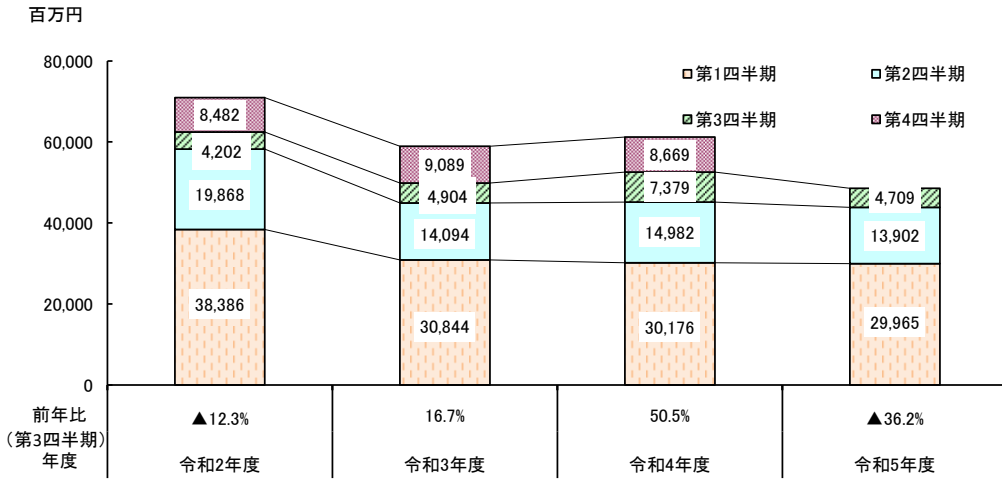 百万円
80,000
60,000
40,000
20,000
0
第1四半期
第2四半期
第3四半期
第4四半期
8,482
4,202
19,868
38,386
9,089
4,904
14,094
30,844
8,669
7,379
14,982
30,176
4,709
13,902
29,965
前年比
(第3四半期)
▲12.3%
16.7%
50.5%
▲36.2%
年度
令和2年度
令和3年度
令和4年度
令和5年度